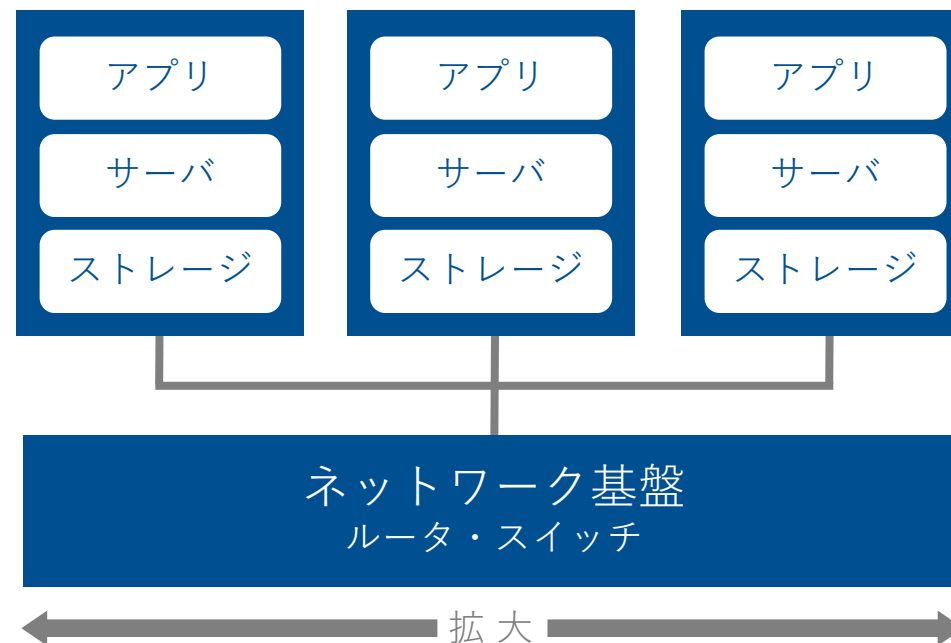 アプリ
サーバ
ストレージ
アプリ
サーバ
ストレージ
アプリ
サーバ
ストレージ
ネットワーク基盤
ルータ・スイッチ
拡大